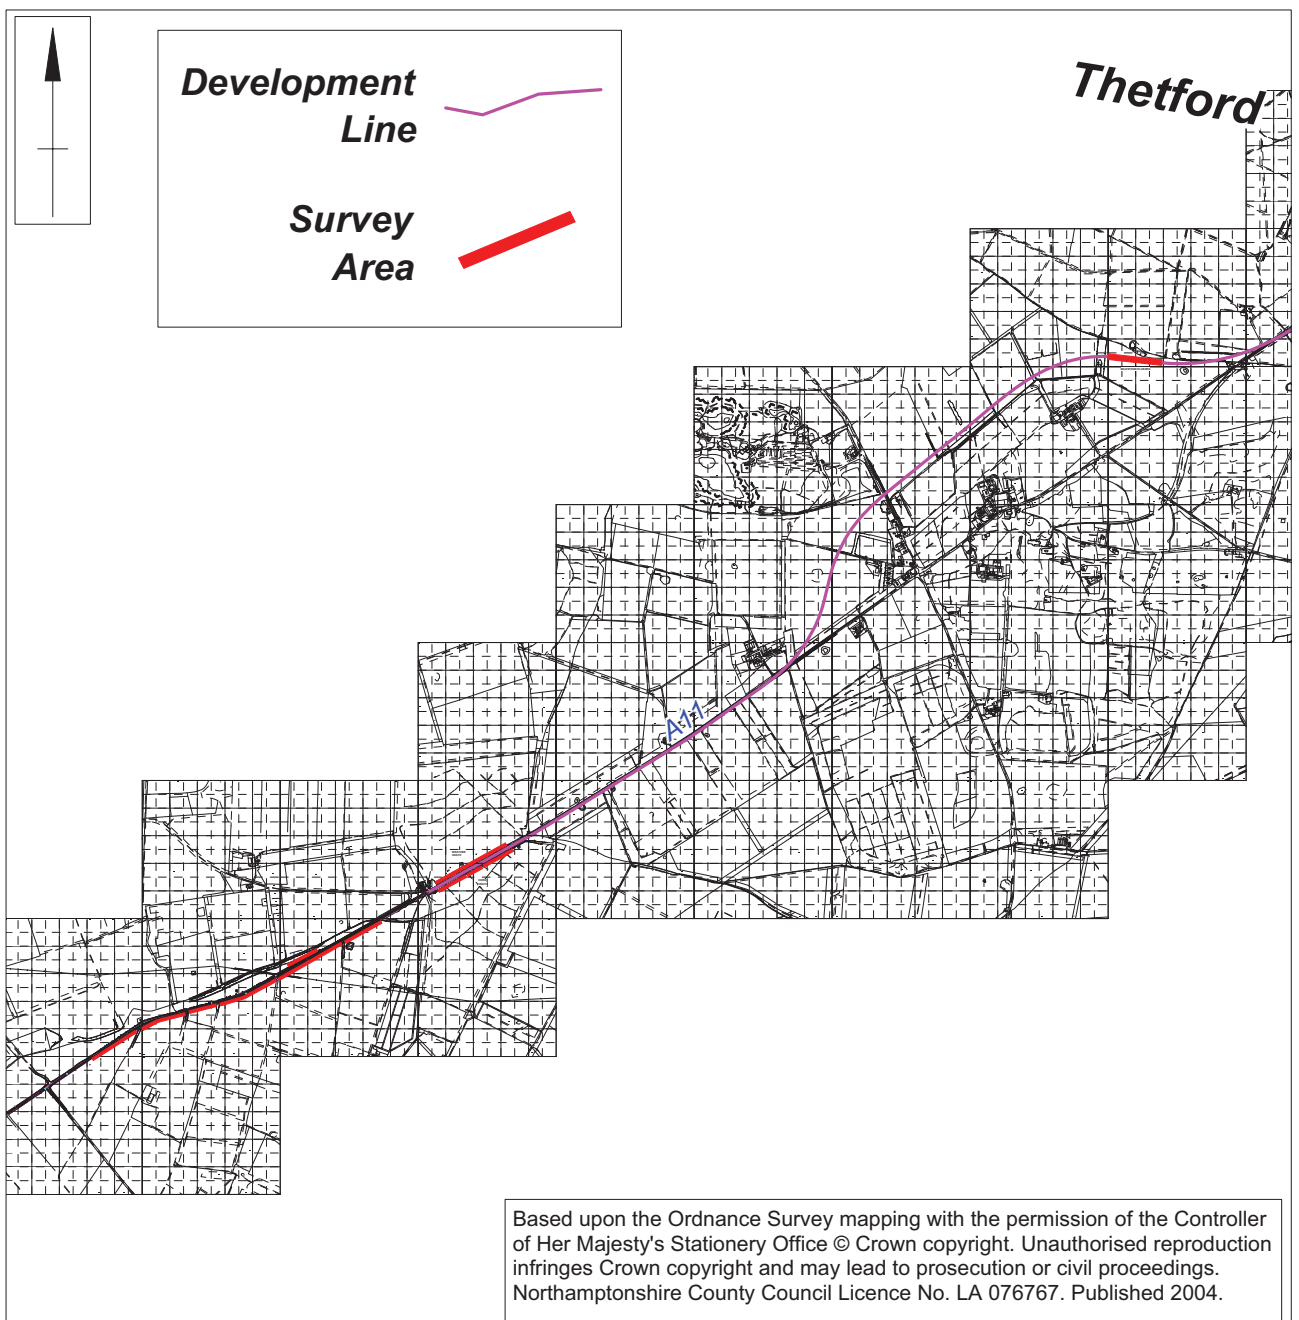 Development
Line
Survey
Area
Thetford
A11
Based upon the Ordnance Survey mapping with the permission of the Controller
of Her Majesty's Stationery Office © Crown copyright. Unauthorised reproduction
infringes Crown copyright and may lead to prosecution or civil proceedings.
Northamptonshire County Council Licence No. LA 076767. Published 2004.